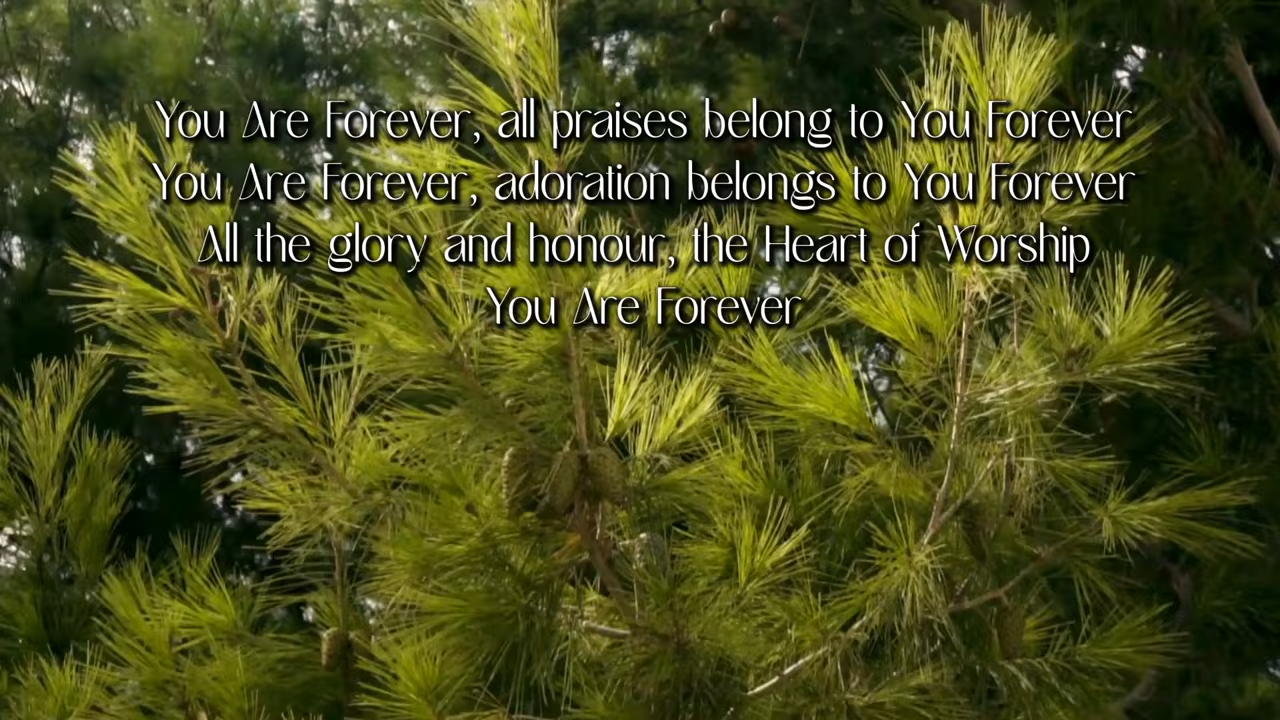 You Are Forever, all praises belong to You Forever
You Are Forever, adoration belongs to You Forever
All the glory and honour, the Heart of Worship
You Are Forever